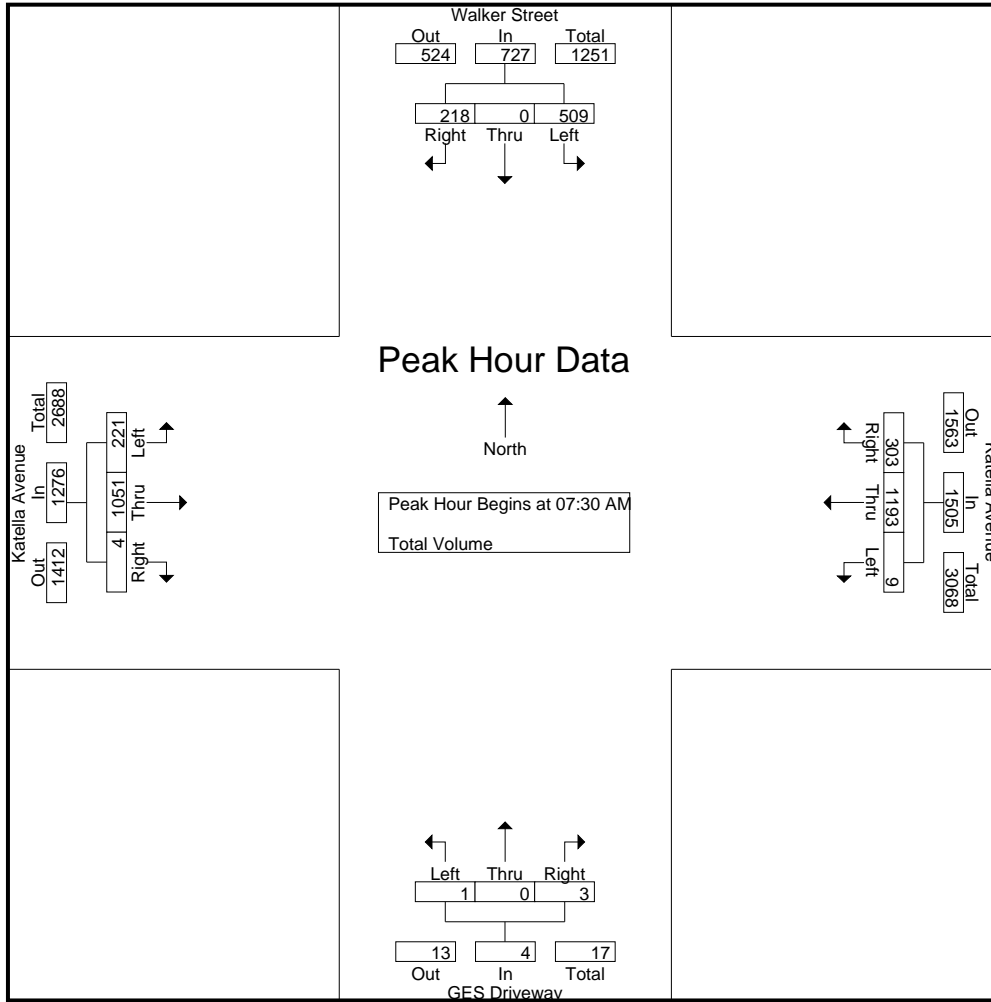 Walker Street
Out In Total
524 727 1251
218 0 509
Right Thru Left
Peak Hour Data
North
Peak Hour Begins at 07:30 AM
Total Volume
Katella Avenue
Out In Total
1412 1276 2688
4 1051 221
Right Thru Left
Katella Avenue
Out In Total
1563 1505 3068
303 1193 9
Right Thru Left
Left Thru Right
1 0 3
13 4 17
Out In Total
GES Driveway